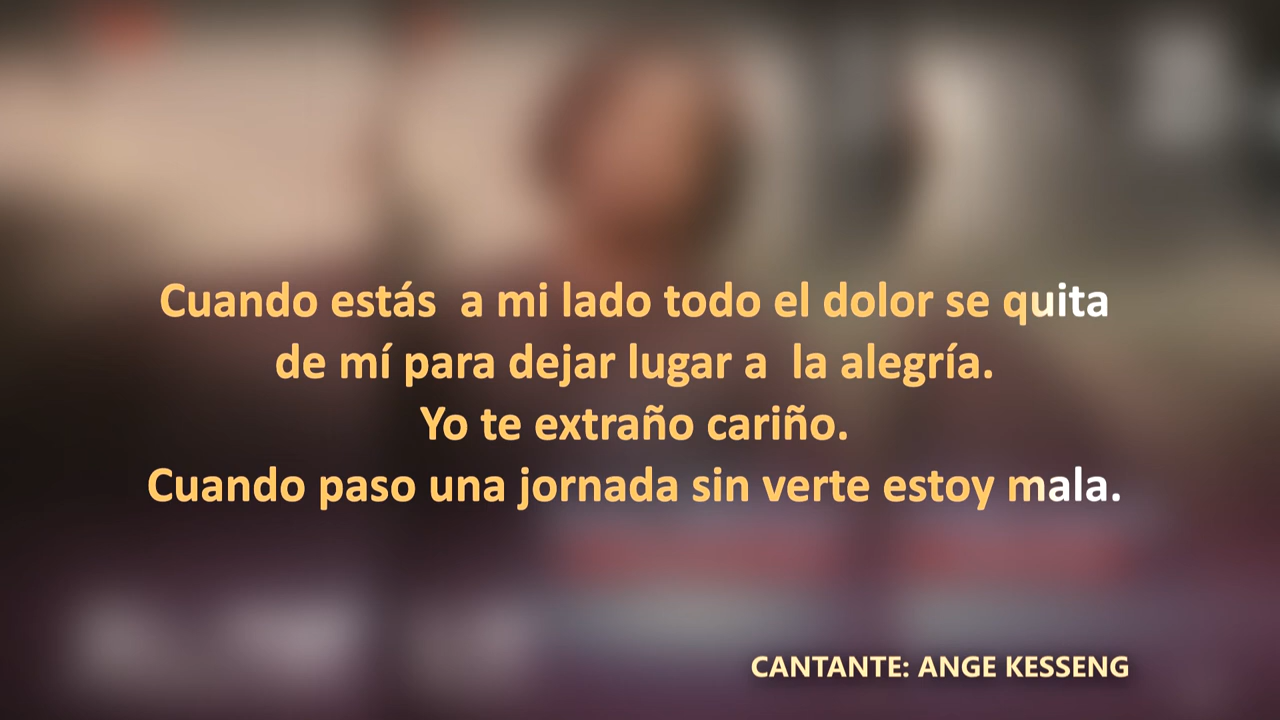 Cuando estás  a mi lado todo el dolor se quita
de mí para dejar lugar a  la alegría.
Yo te extraño cariño.
Cuando paso una jornada sin verte estoy mala.
CANTANTE: ANGE KESSENG